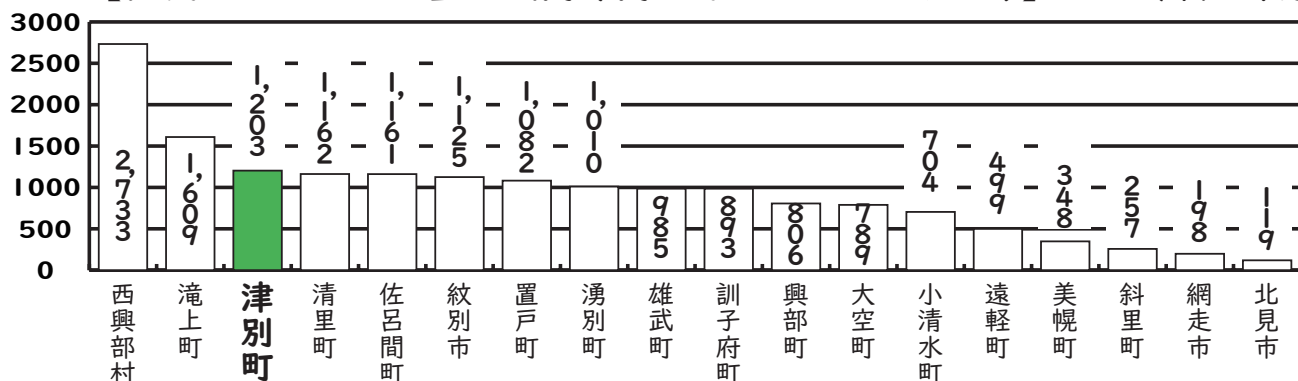 3000
2500
2000
1500
1000
500
0
2,733
1,609
1,203
1,162
1,161
1,125
1,082
1,010
985
893
806
789
704
499
348
257
198
119
西興部村
滝上町
津別町
清里町
佐呂間町
紋別市
置戸町
湧別町
雄武町
訓子府町
興部町
大空町
小清水町
遠軽町
美幌町
斜里町
網走市
北見市